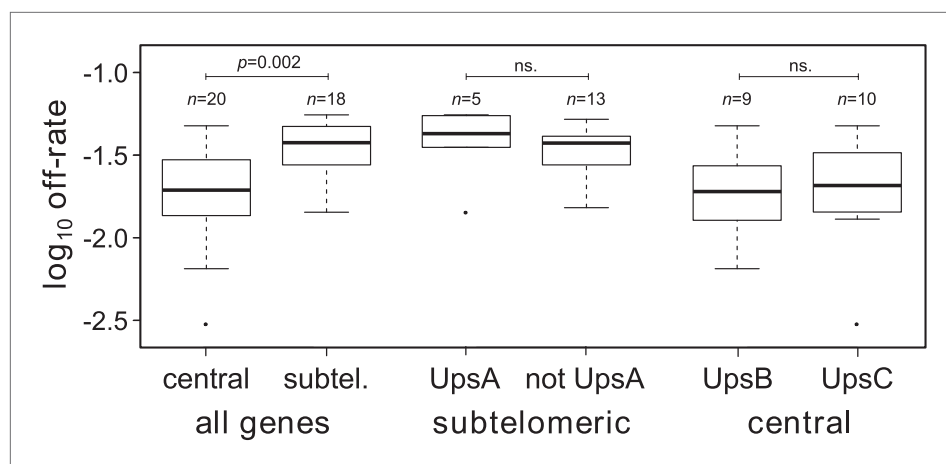 p=0.002
ns.
ns.
n=20
n=18
n=5
n=13
n=9
n=10
log10 off-rate
-1.0
-1.5
-2.0
-2.5
central
subtel.
UpsA
not UpsA
UpsB
UpsC
all genes
subtelomeric
central